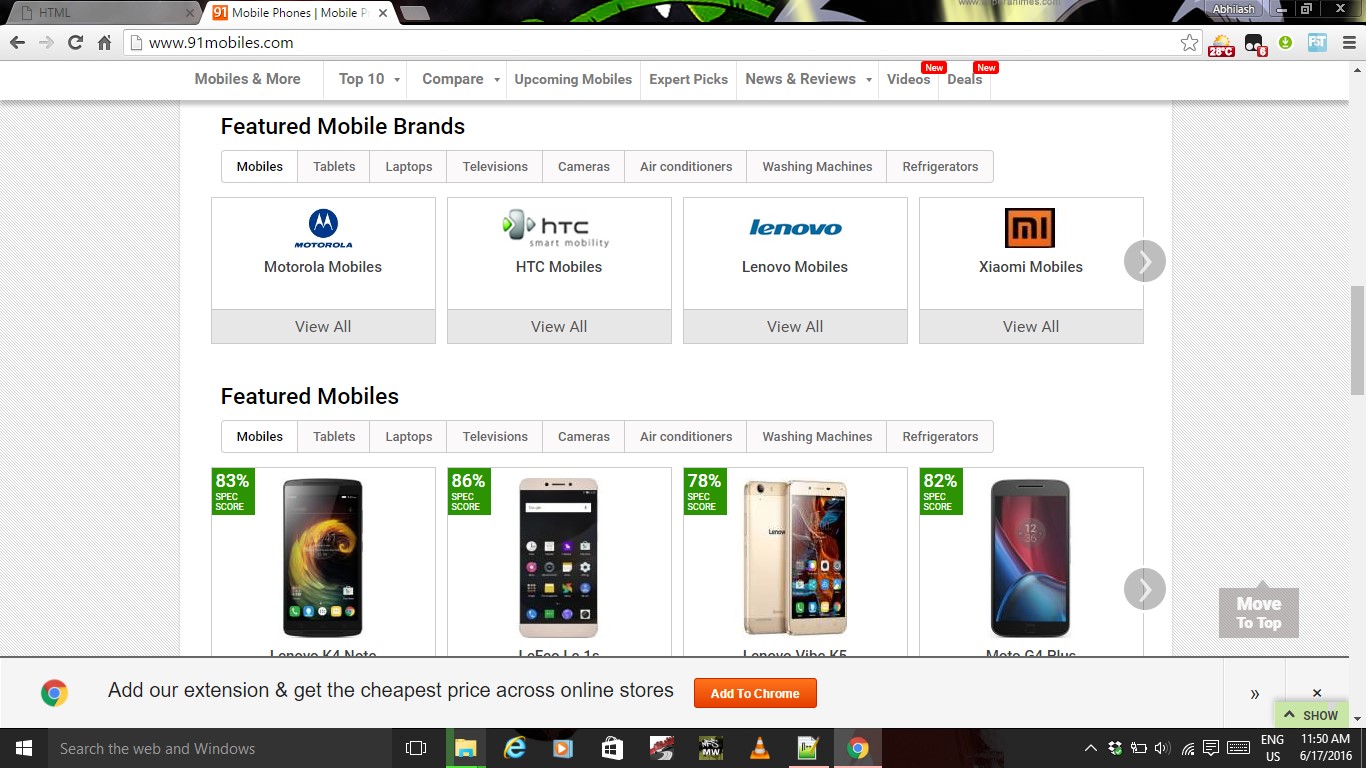 HTML
Mobile Phones | Mobile P
Abhilash
www.91mobiles.com
28°C
6
Mobiles & More
Top 10
Compare
Upcoming Mobiles
Expert Picks
News & Reviews
Videos
New
Deals
New
Featured Mobile Brands
Mobiles
Tablets
Laptops
Televisions
Cameras
Air conditioners
Washing Machines
Refrigerators
MOTOROLA
Motorola Mobiles
View All
hTC
smart mobility
HTC Mobiles
View All
lenovo
Lenovo Mobiles
View All
mi
Xiaomi Mobiles
View All
Featured Mobiles
Mobiles
Tablets
Laptops
Televisions
Cameras
Air conditioners
Washing Machines
Refrigerators
83%
SPEC
SCORE
Lenovo K4 Note
86%
SPEC
SCORE
LeEco Le 1s
78%
SPEC
SCORE
Lenovo Vibe K5
82%
SPEC
SCORE
12
36
Moto G4 Plus
Move
To Top
Add our extension & get the cheapest price across online stores
Add To Chrome
SHOW
Search the web and Windows
ENG
US
11:50 AM
6/17/2016